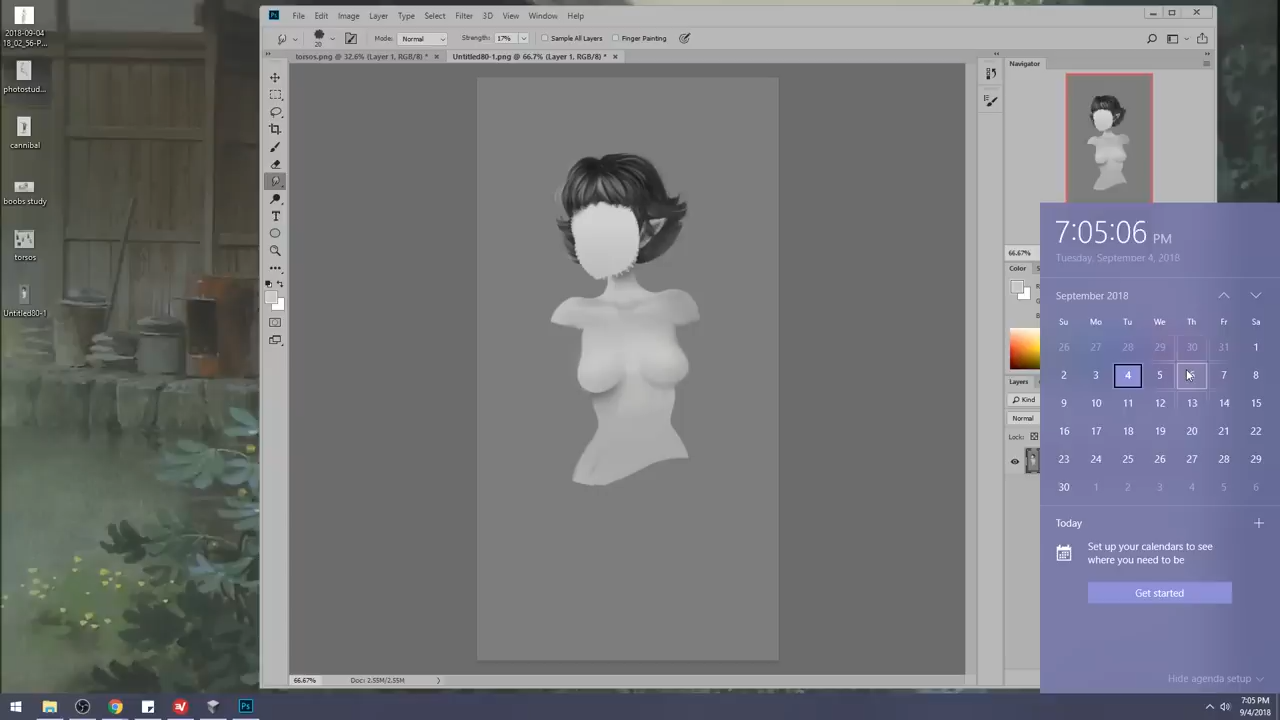 2018-09-04
18_02_56-P...
photostud...
cannibal
boobs study
torsos
Untitled80-1
Ps
File Edit Image Layer Type Select Filter 3D View Window Help
20
Mode: Normal
Strength: 17%
Sample All Layers
Finger Painting
torsos.png @ 32.6% (Layer 1, RGB/8) * ×
Untitled80-1.png @ 66.7% (Layer 1, RGB/8) * ×
Navigator
66.67%
Color
Layers
Kind
Normal
Lock:
7:05:06 PM
Tuesday, September 4, 2018
September 2018
Su Mo Tu We Th Fr Sa
26 27 28 29 30 31 1
2 3 4 5 6 7 8
9 10 11 12 13 14 15
16 17 18 19 20 21 22
23 24 25 26 27 28 29
30 1 2 3 4 5 6
Today
Set up your calendars to see
where you need to be
Get started
Hide agenda setup
66.67%
Doc: 2.55M/2.55M
Ps
7:05 PM
9/4/2018